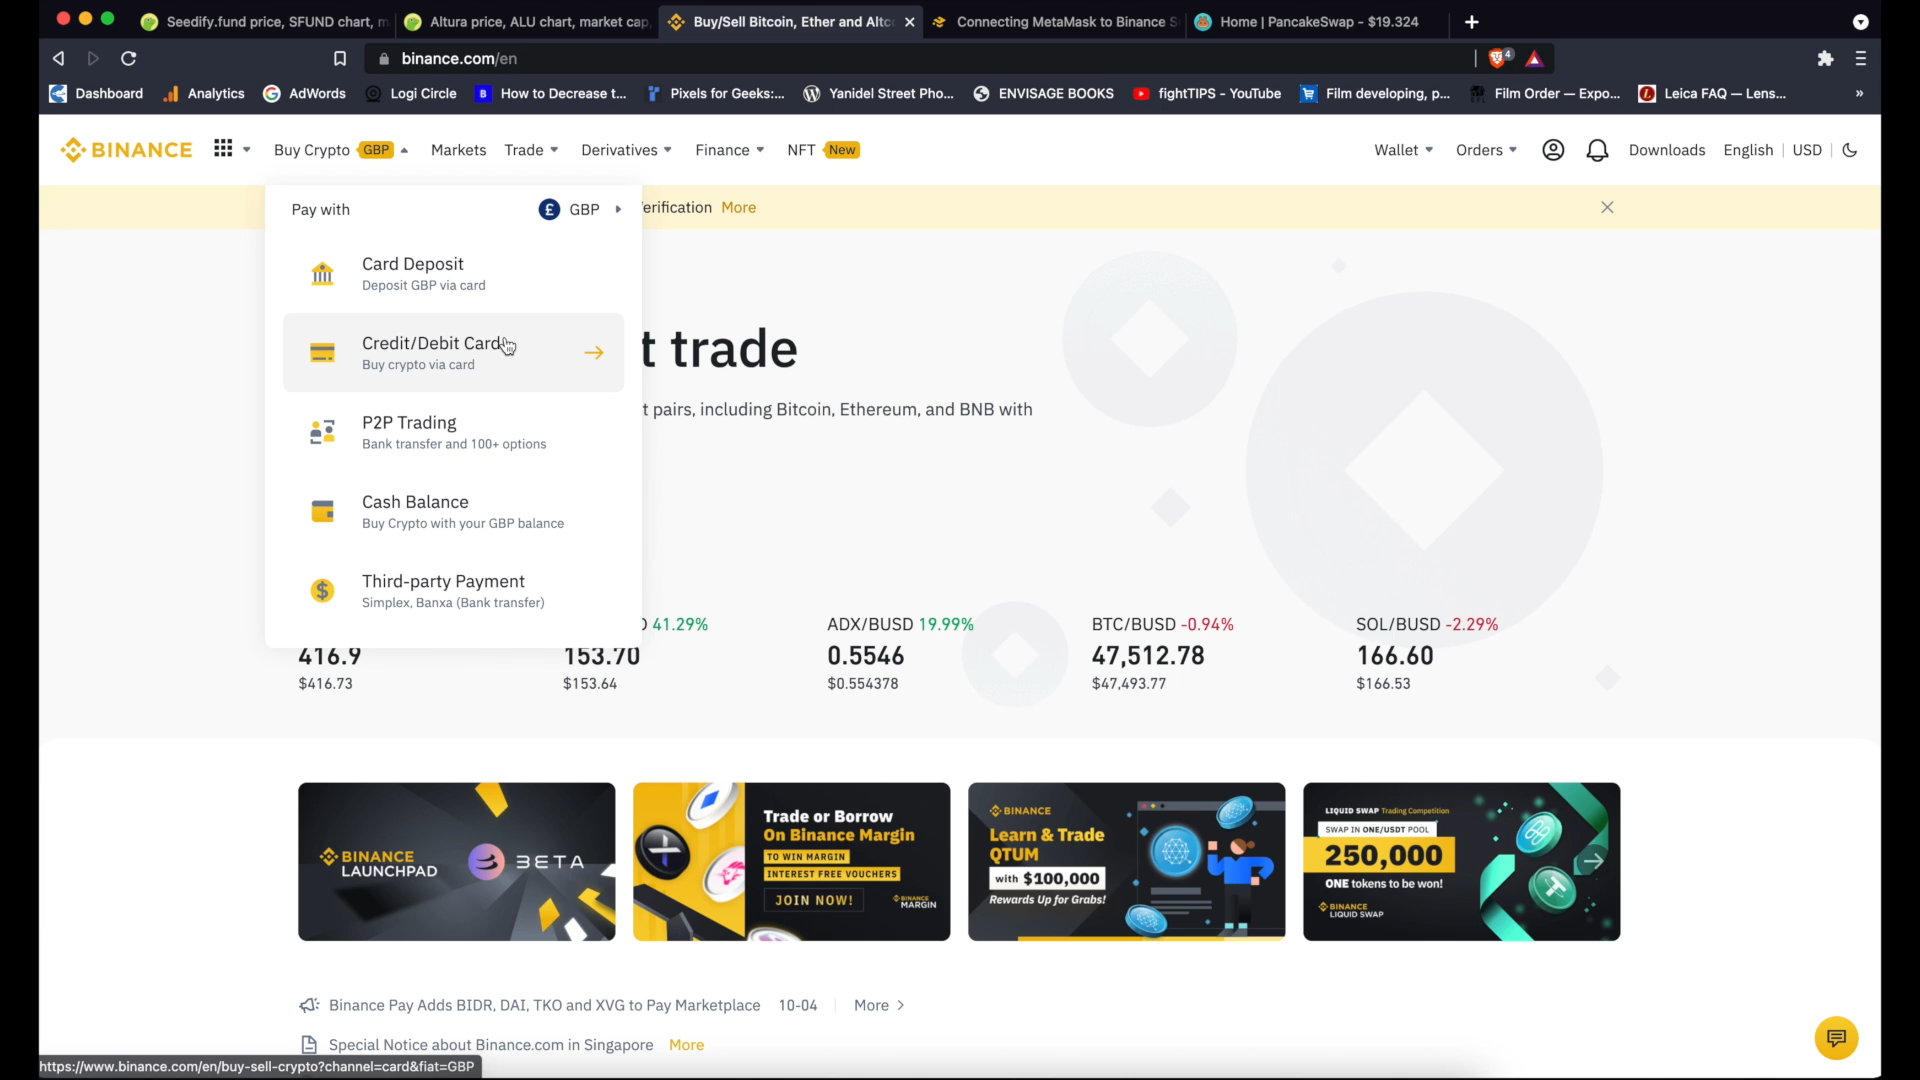 Seedify.fund price, SFUND chart, m
Altura price, ALU chart, market cap,
Buy/Sell Bitcoin, Ether and Altc
Connecting MetaMask to Binance S
Home | PancakeSwap - $19.324
binance.com/en
4
Dashboard
Analytics
AdWords
Logi Circle
How to Decrease t...
Pixels for Geeks:...
Yanidel Street Pho...
ENVISAGE BOOKS
fightTIPS - YouTube
Film developing, p...
Film Order — Expo...
Leica FAQ — Lens...
»
BINANCE
Buy Crypto GBP
Markets
Trade
Derivatives
Finance
NFT New
Wallet
Orders
Downloads
English
USD
Pay with
£ GBP
erification More
Card Deposit
Deposit GBP via card
Credit/Debit Card
Buy crypto via card
t trade
P2P Trading
Bank transfer and 100+ options
t pairs, including Bitcoin, Ethereum, and BNB with
Cash Balance
Buy Crypto with your GBP balance
Third-party Payment
Simplex, Banxa (Bank transfer)
41.29%
ADX/BUSD 19.99%
BTC/BUSD -0.94%
SOL/BUSD -2.29%
416.9
153.70
0.5546
47,512.78
166.60
$416.73
$153.64
$0.554378
$47,493.77
$166.53
BINANCE
LAUNCHPAD
BETA
Trade or Borrow
On Binance Margin
TO WIN MARGIN
INTEREST FREE VOUCHERS
JOIN NOW!
BINANCE
MARGIN
BINANCE
Learn & Trade
QTUM
with $100,000
Rewards Up for Grabs!
LIQUID SWAP Trading Competition
SWAP IN ONE/USDT POOL
250,000
ONE tokens to be won!
BINANCE
LIQUID SWAP
Binance Pay Adds BIDR, DAI, TKO and XVG to Pay Marketplace 10-04
More
Special Notice about Binance.com in Singapore More
https://www.binance.com/en/buy-sell-crypto?channel=card&fiat=GBP